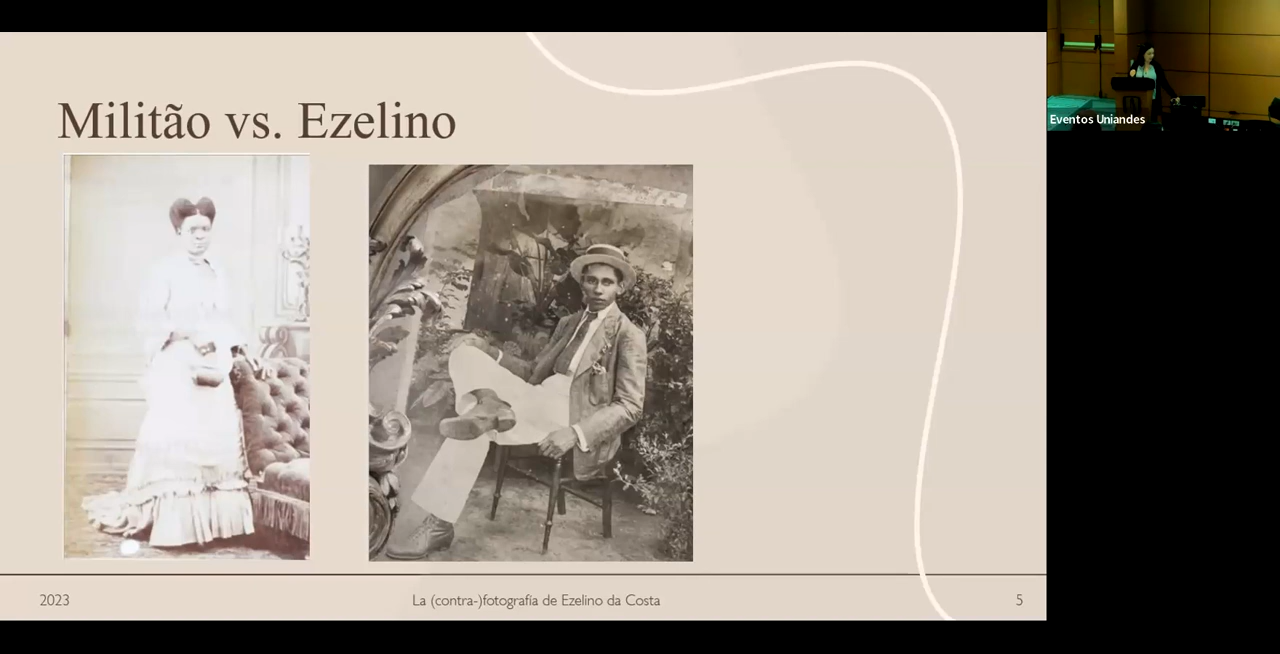 Militão vs. Ezelino
2023
La (contra-)fotografía de Ezelino da Costa
5
Eventos Uniandes